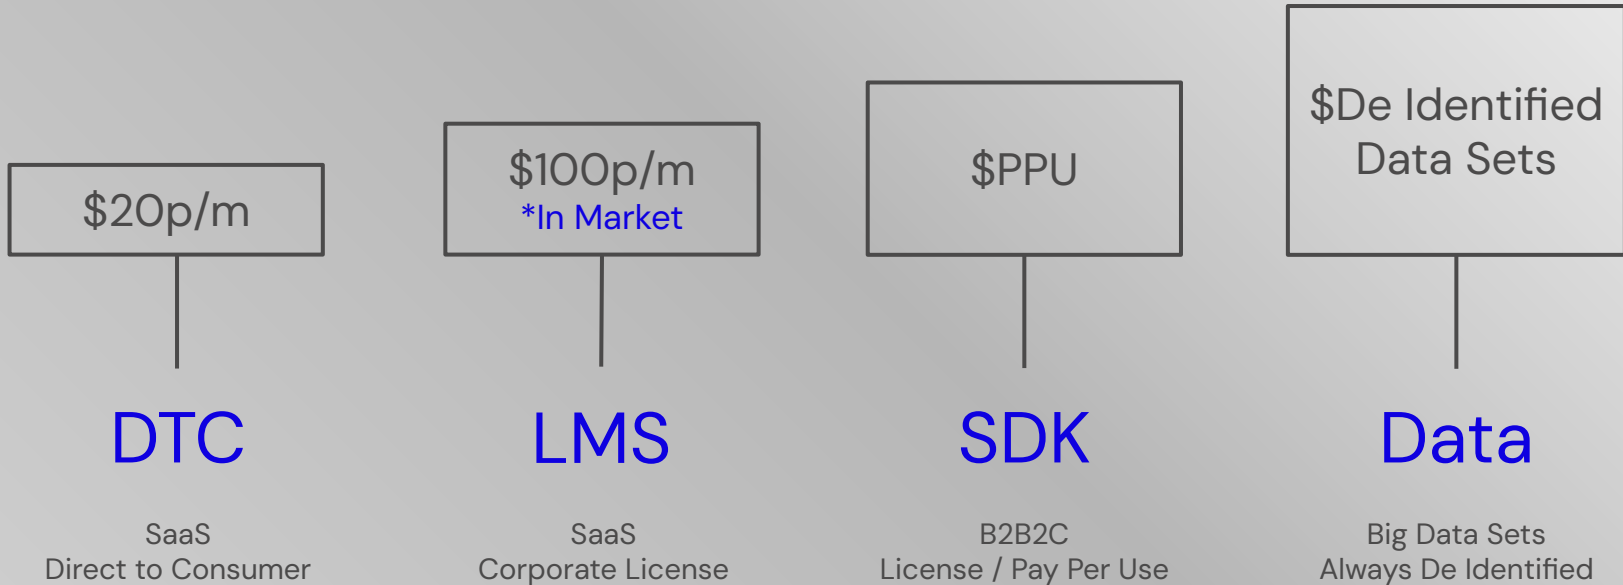 $20p/m
$100p/m
*In Market
$PPU
$De Identified
Data Sets
DTC
LMS
SDK
Data
SaaS
Direct to Consumer
SaaS
Corporate License
B2B2C
License / Pay Per Use
Big Data Sets
Always De Identified